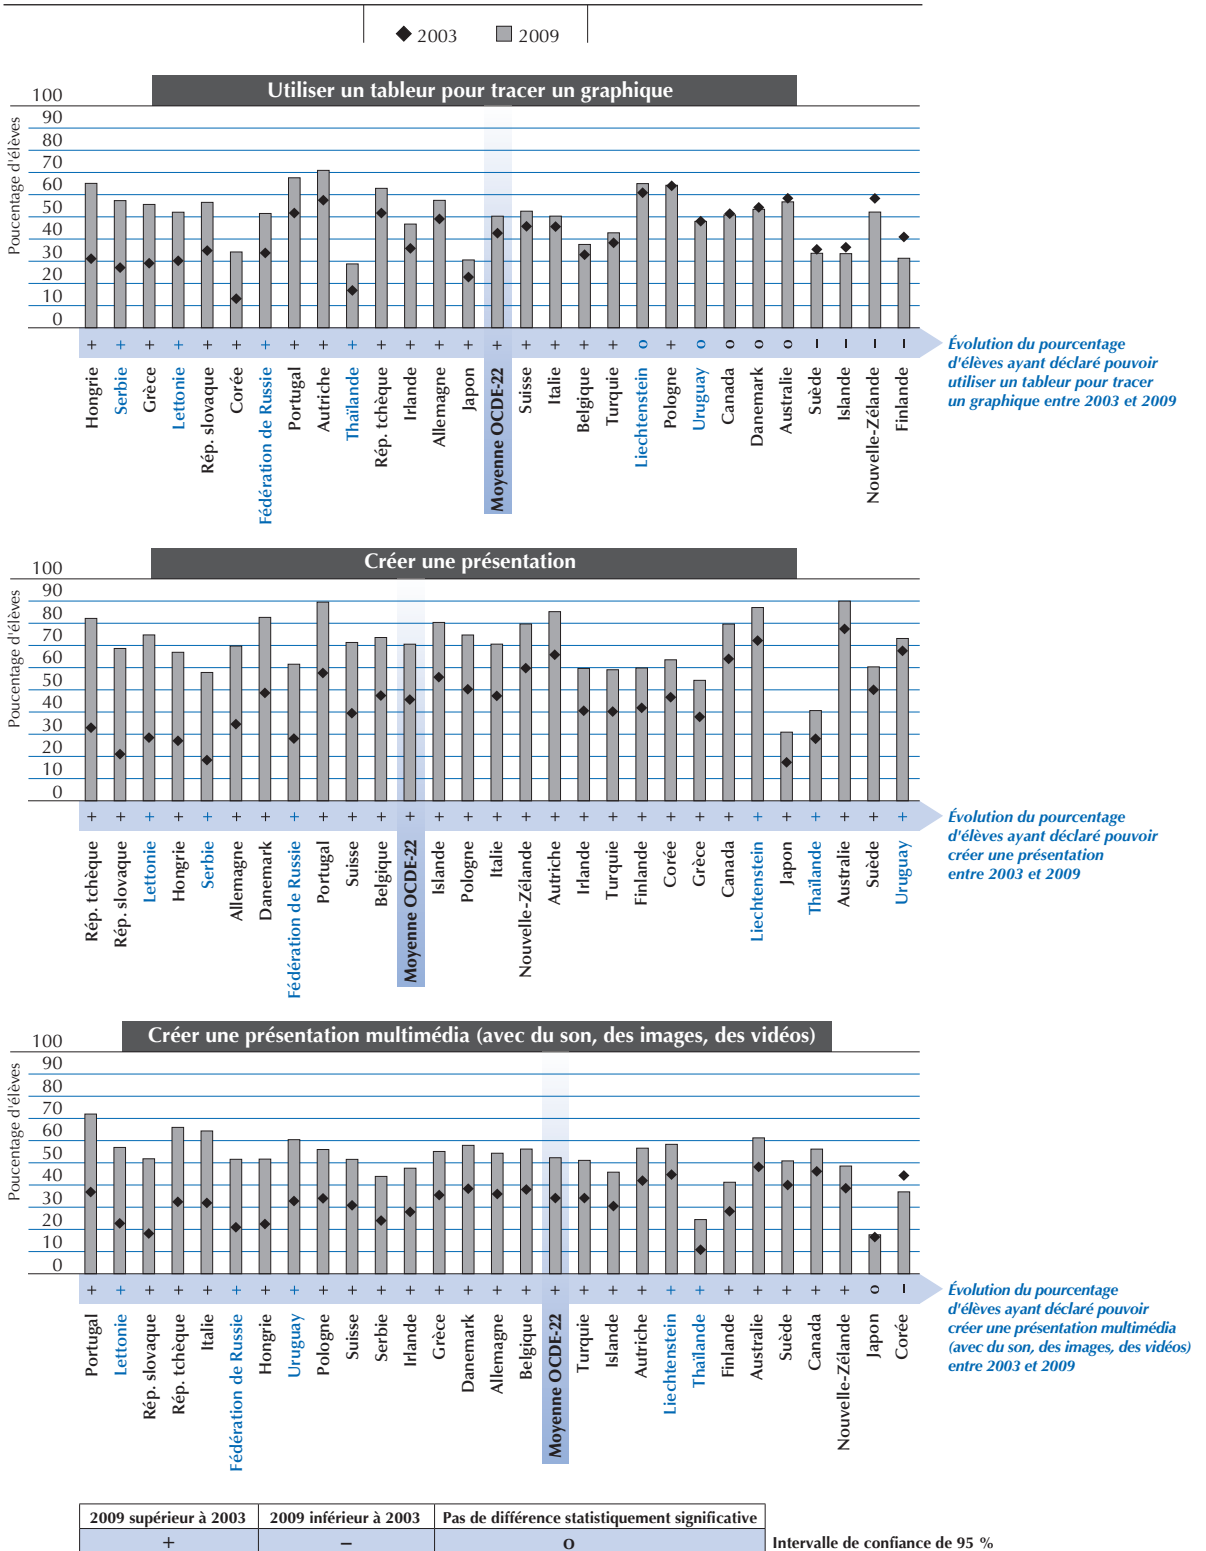 2003 2009
Utiliser un tableur pour tracer un graphique
Poucentage d'élèves
100
90
80
70
60
50
40
30
20
10
0
+ + + + + + + + + + + + + + + + + + + o + o o o o – – – –
Hongrie
Serbie
Grèce
Lettonie
Rép. slovaque
Corée
Fédération de Russie
Portugal
Autriche
Thaïlande
Rép. tchèque
Irlande
Allemagne
Japon
Moyenne OCDE-22
Suisse
Italie
Belgique
Turquie
Liechtenstein
Pologne
Uruguay
Canada
Danemark
Australie
Suède
Islande
Nouvelle-Zélande
Finlande
Évolution du pourcentage
d'élèves ayant déclaré pouvoir
utiliser un tableur pour tracer
un graphique entre 2003 et 2009
Créer une présentation
Poucentage d'élèves
100
90
80
70
60
50
40
30
20
10
0
+ + + + + + + + + + + + + + + + + + + + + + + + + + + + +
Rép. tchèque
Rép. slovaque
Lettonie
Hongrie
Serbie
Allemagne
Danemark
Fédération de Russie
Portugal
Suisse
Belgique
Moyenne OCDE-22
Islande
Pologne
Italie
Nouvelle-Zélande
Autriche
Irlande
Turquie
Finlande
Corée
Grèce
Canada
Liechtenstein
Japon
Thaïlande
Australie
Suède
Uruguay
Évolution du pourcentage
d'élèves ayant déclaré pouvoir
créer une présentation
entre 2003 et 2009
Créer une présentation multimédia (avec du son, des images, des vidéos)
Poucentage d'élèves
100
90
80
70
60
50
40
30
20
10
0
+ + + + + + + + + + + + + + + + + + + + + + + + + + + o –
Portugal
Lettonie
Rép. slovaque
Rép. tchèque
Italie
Fédération de Russie
Hongrie
Uruguay
Pologne
Suisse
Serbie
Irlande
Grèce
Danemark
Allemagne
Belgique
Moyenne OCDE-22
Turquie
Islande
Autriche
Liechtenstein
Thaïlande
Finlande
Australie
Suède
Canada
Nouvelle-Zélande
Japon
Corée
Évolution du pourcentage
d'élèves ayant déclaré pouvoir
créer une présentation multimédia
(avec du son, des images, des vidéos)
entre 2003 et 2009
2009 supérieur à 2003 2009 inférieur à 2003 Pas de différence statistiquement significative
+ – o Intervalle de confiance de 95 %